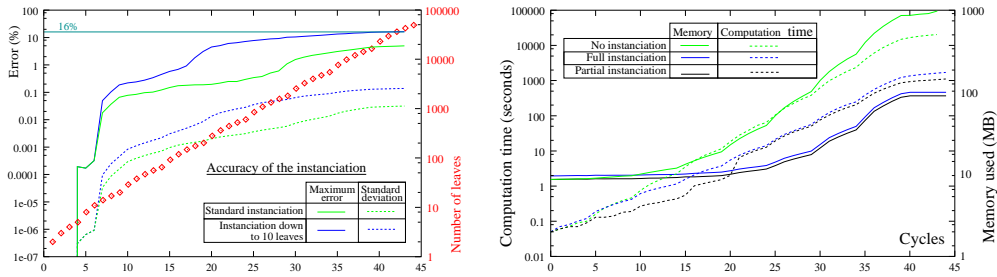 Error (%)
100
10
1
0.1
0.01
0.001
0.0001
1e-05
1e-06
1e-07
16%
Accuracy of the instanciation
Maximum error
Standard deviation
Standard instanciation
Instanciation down to 10 leaves
0 5 10 15 20 25 30 35 40 45
100000
10000
1000
100
10
1
Number of leaves
Computation time (seconds)
100000
10000
1000
100
10
1
0.1
0.01
Memory Computation time
No instanciation
Full instanciation
Partial instanciation
Cycles
0 5 10 15 20 25 30 35 40 45
1000
100
10
1
Memory used (MB)